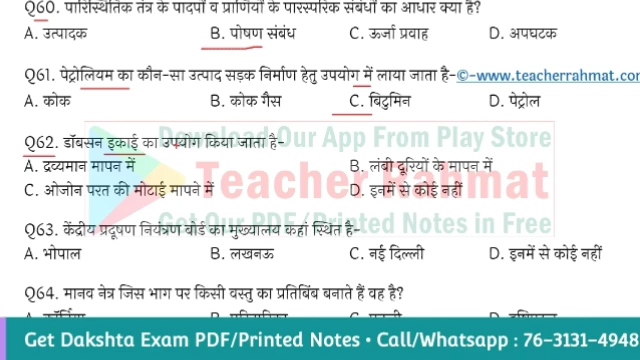 Q60. पारिस्थितिक तंत्र के पादपों व प्राणियों के पारस्परिक संबंधों का आधार क्या है?
A. उत्पादक B. पोषण संबंध C. ऊर्जा प्रवाह D. अपघटक
Q61. पेट्रोलियम का कौन-सा उत्पाद सड़क निर्माण हेतु उपयोग में लाया जाता है-©-www.teacherrahmat.com
A. कोक B. कोक गैस C. बिटुमिन D. पेट्रोल
Download Our App From Play Store
Q62. डॉबसन इकाई का उपयोग किया जाता है-
A. द्रव्यमान मापन में B. लंबी दूरियों के मापन में
Teacher Rahmat
C. ओजोन परत की मोटाई मापने में D. इनमें से कोई नहीं
Get Our PDF/Printed Notes in Free
Q63. केंद्रीय प्रदूषण नियंत्रण बोर्ड का मुख्यालय कहां स्थित है-
A. भोपाल B. लखनऊ C. नई दिल्ली D. इनमें से कोई नहीं
Q64. मानव नेत्र जिस भाग पर किसी वस्तु का प्रतिबिंब बनाते हैं वह है?
Get Dakshta Exam PDF/Printed Notes • Call/Whatsapp : 76-3131-4948